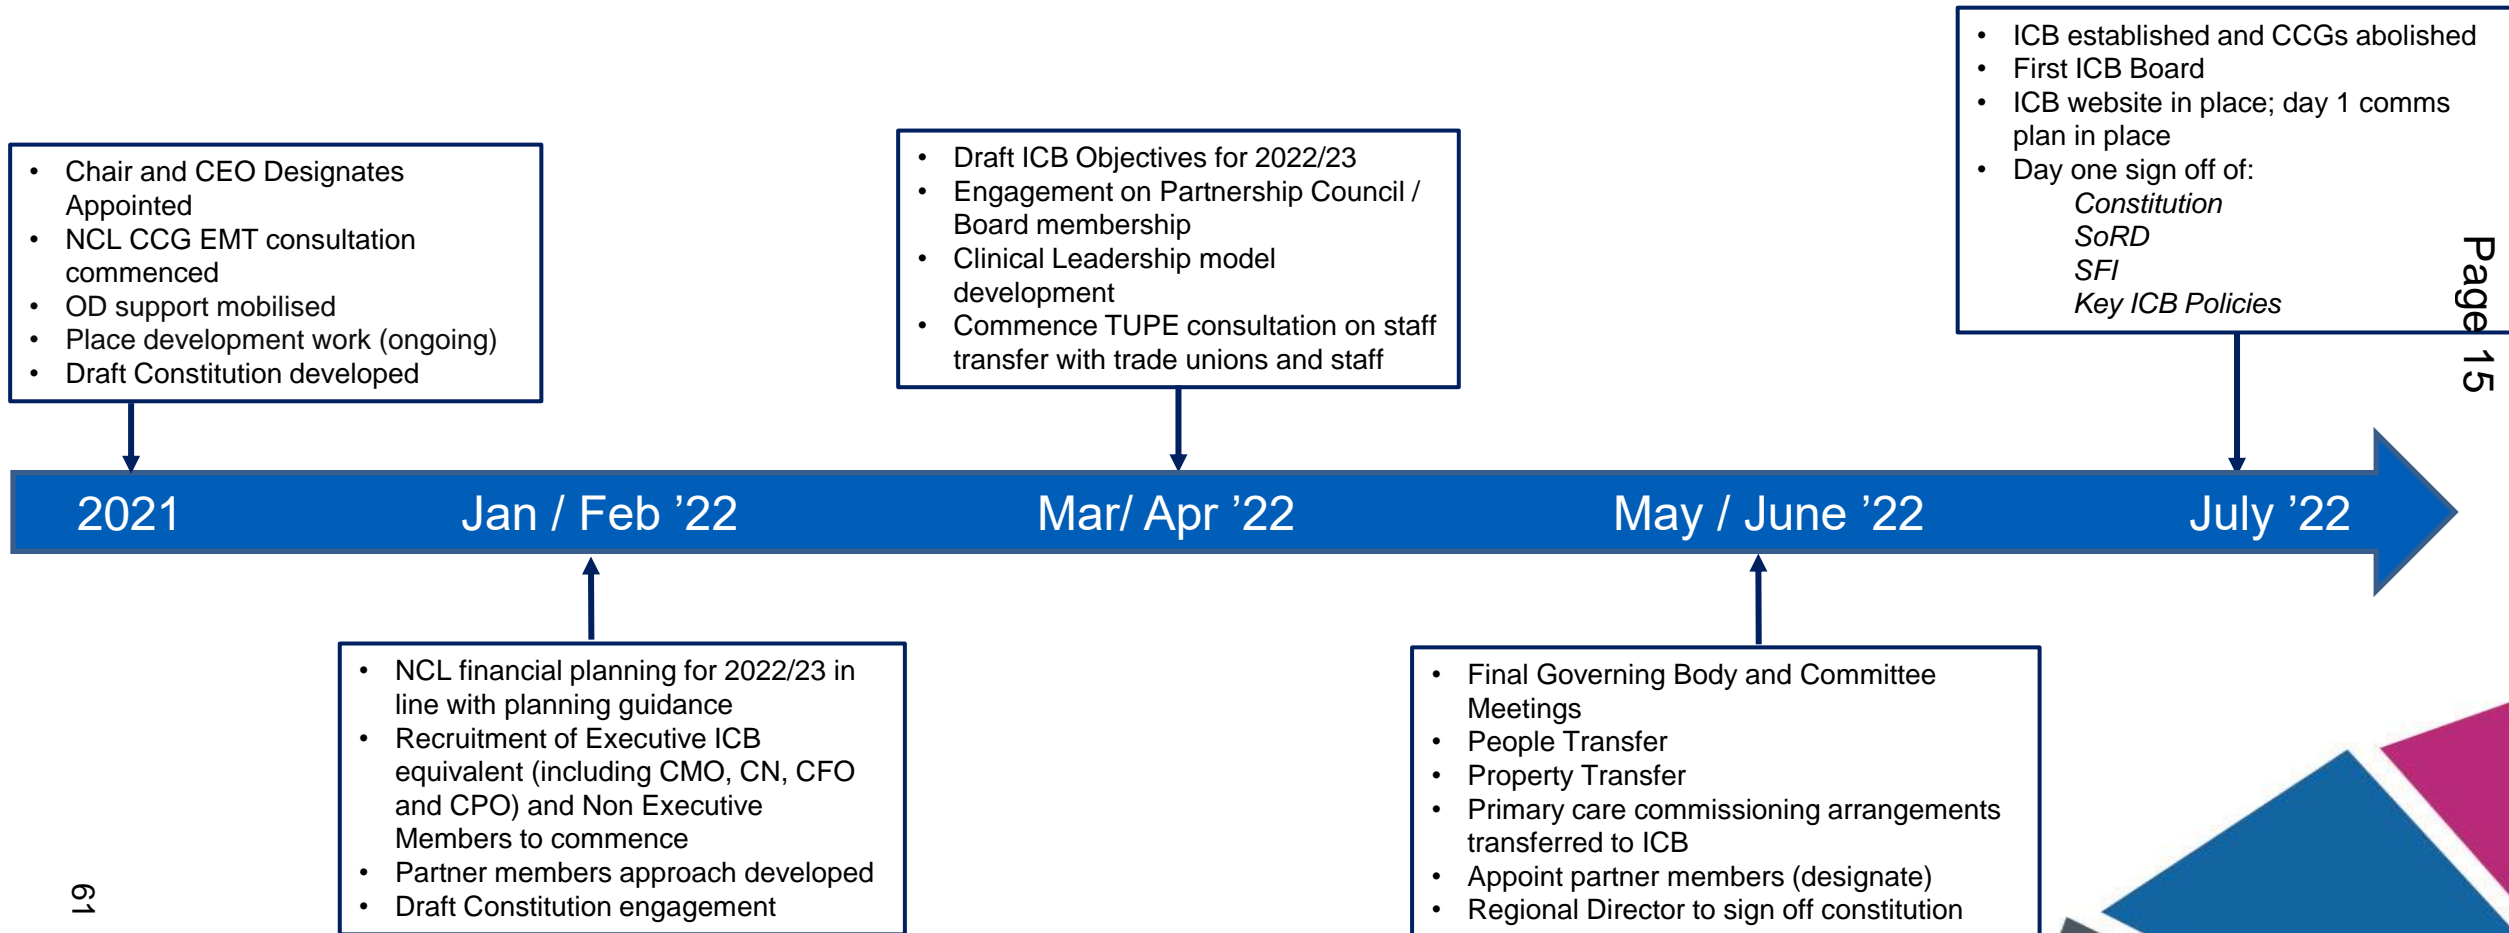 • Chair and CEO Designates
Appointed
• NCL CCG EMT consultation
commenced
• OD support mobilised
• Place development work (ongoing)
• Draft Constitution developed
• Draft ICB Objectives for 2022/23
• Engagement on Partnership Council /
Board membership
• Clinical Leadership model
development
• Commence TUPE consultation on staff
transfer with trade unions and staff
• ICB established and CCGs abolished
• First ICB Board
• ICB website in place; day 1 comms
plan in place
• Day one sign off of:
Constitution
SoRD
SFI
Key ICB Policies
Page 15
2021
Jan / Feb ’22
Mar/ Apr ’22
May / June ’22
July ’22
• NCL financial planning for 2022/23 in
line with planning guidance
• Recruitment of Executive ICB
equivalent (including CMO, CN, CFO
and CPO) and Non Executive
Members to commence
• Partner members approach developed
• Draft Constitution engagement
• Final Governing Body and Committee
Meetings
• People Transfer
• Property Transfer
• Primary care commissioning arrangements
transferred to ICB
• Appoint partner members (designate)
• Regional Director to sign off constitution
61